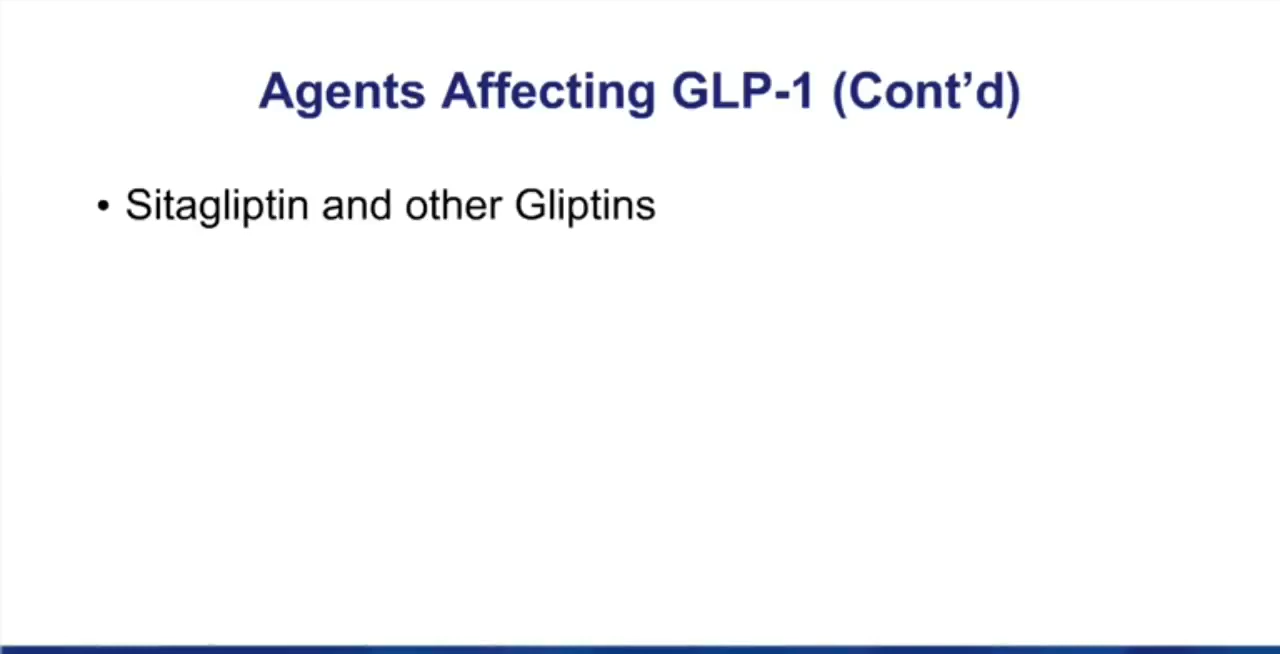 Agents Affecting GLP-1 (Cont’d)
• Sitagliptin and other Gliptins